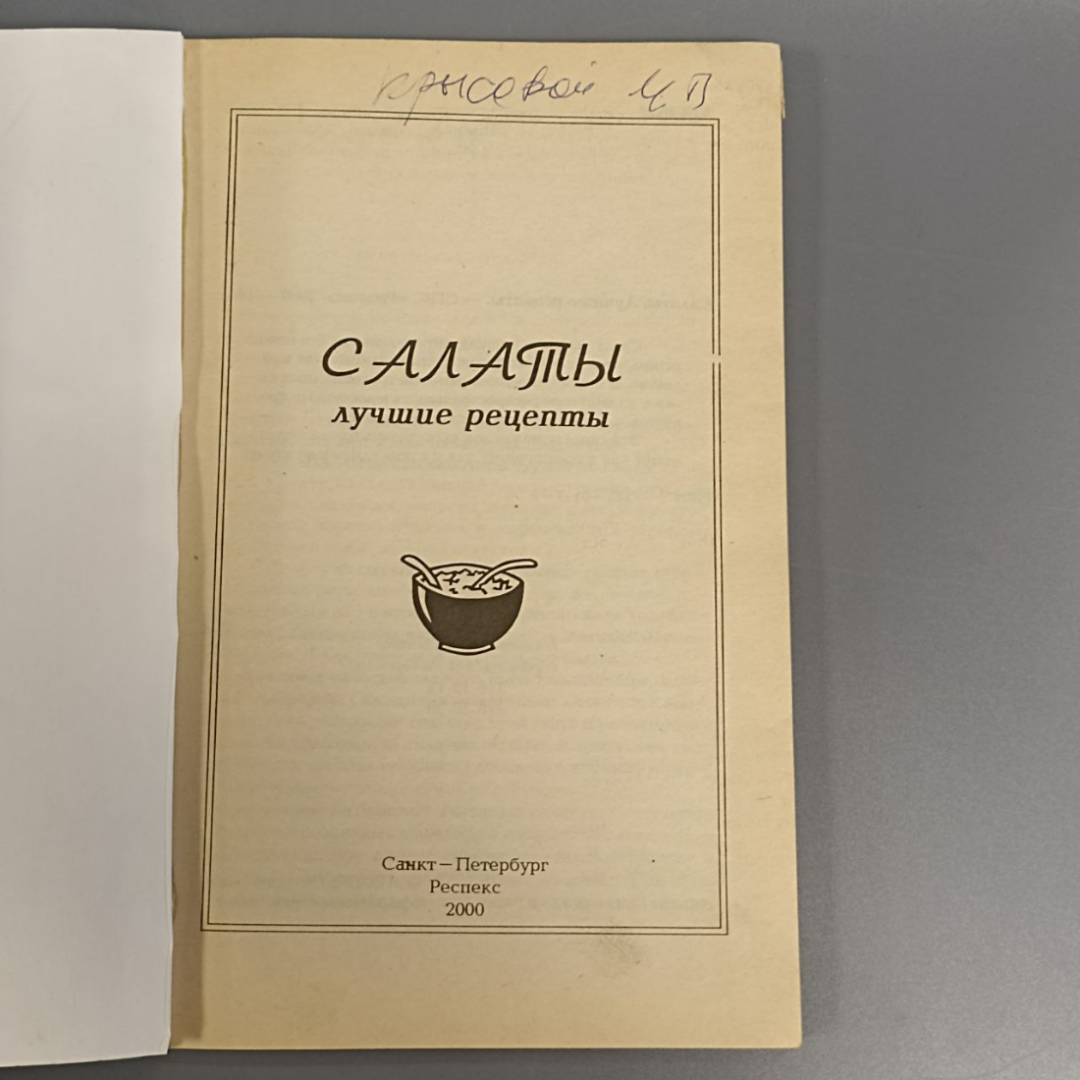 Крысовой И В
САЛАТЫ
лучшие рецепты
Санкт – Петербург
Респекс
2000